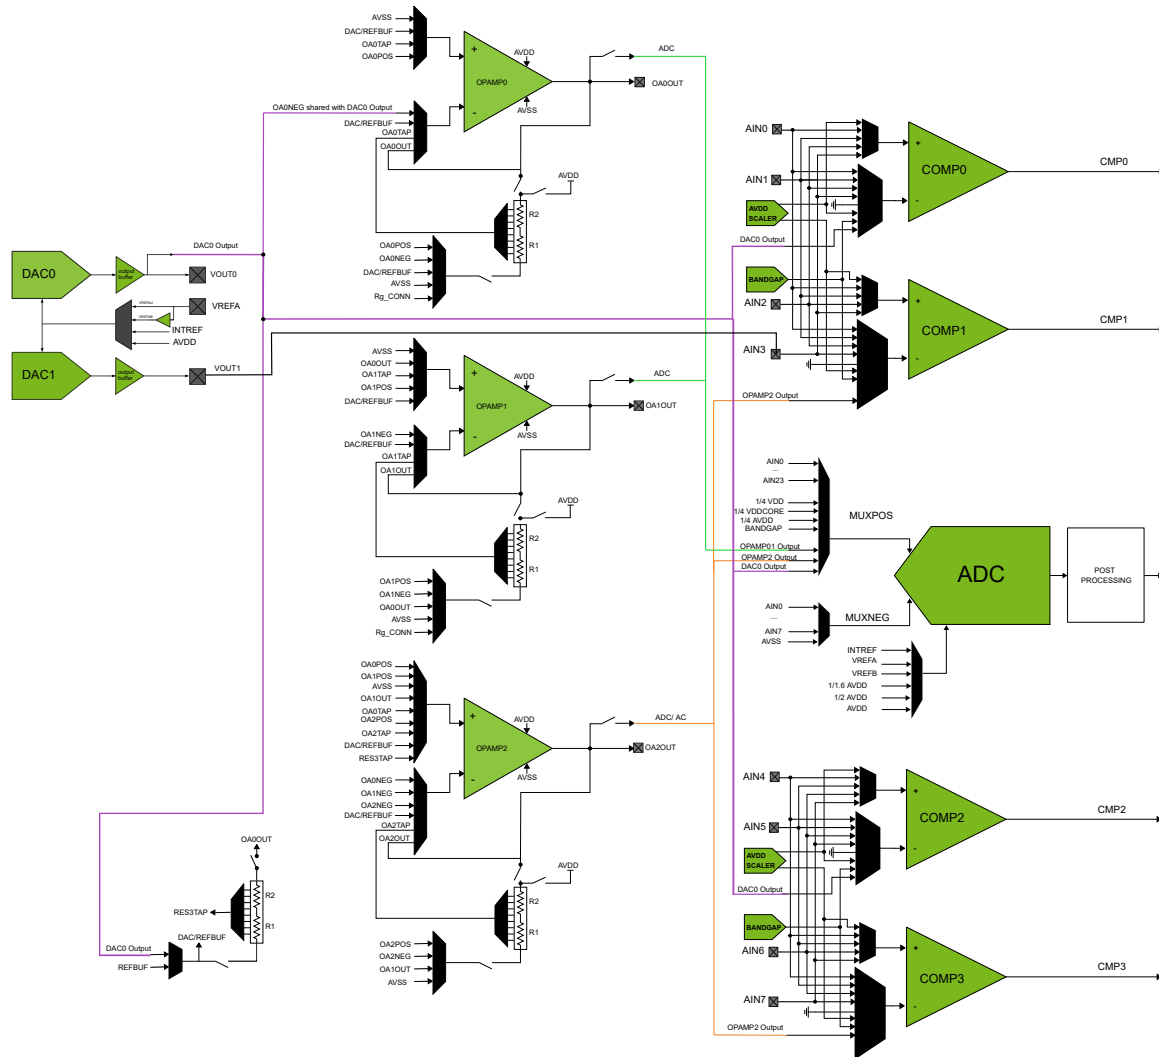 AVSS
DAC/REFBUF
OA0TAP
OA0POS
+
-
OPAMP0
AVDD
AVSS
ADC
OA0OUT
OA0NEG shared with DAC0 Output
DAC/REFBUF
OA0TAP
OA0OUT
AVDD
R2
R1
OA0POS
OA0NEG
DAC/REFBUF
AVSS
Rg_CONN
DAC0
output
buffer
DAC0 Output
VOUT0
VREFA
VREFB
VREFA
INTREF
AVDD
DAC1
output
buffer
VOUT1
AVSS
OA0OUT
OA1TAP
OA1POS
DAC/REFBUF
+
-
OPAMP1
AVDD
AVSS
ADC
OA1OUT
OA1NEG
DAC/REFBUF
OA1TAP
OA1OUT
AVDD
R2
R1
OA1POS
OA1NEG
OA0OUT
AVSS
Rg_CONN
OA0POS
OA1POS
AVSS
OA1OUT
OA0TAP
OA2POS
OA2TAP
DAC/REFBUF
RES3TAP
+
-
OPAMP2
AVDD
AVSS
ADC/ AC
OA2OUT
OA0NEG
OA1NEG
OA2NEG
DAC/REFBUF
OA2TAP
OA2OUT
AVDD
R2
R1
OA2POS
OA2NEG
OA1OUT
AVSS
OA0OUT
R2
R1
RES3TAP
DAC/REFBUF
DAC0 Output
REFBUF
AIN0
AIN1
AVDD
SCALER
DAC0 Output
BANDGAP
AIN2
AIN3
OPAMP2 Output
+
-
COMP0
CMP0
+
-
COMP1
CMP1
AIN0
...
AIN23
1/4 VDD
1/4 VDDCORE
1/4 AVDD
BANDGAP
OPAMP01 Output
OPAMP2 Output
DAC0 Output
MUXPOS
AIN0
...
AIN7
AVSS
MUXNEG
ADC
POST
PROCESSING
INTREF
VREFA
VREFB
1/1.6 AVDD
1/2 AVDD
AVDD
AIN4
AIN5
AVDD
SCALER
DAC0 Output
BANDGAP
AIN6
AIN7
OPAMP2 Output
+
-
COMP2
CMP2
+
-
COMP3
CMP3